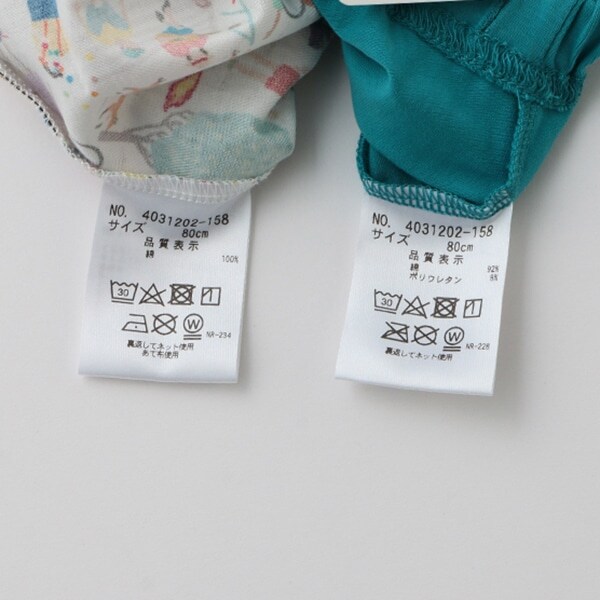 NO. 4031202-158
サイズ 80cm
品質表示
綿 100%
30
W
NR-234
裏返してネット使用
あて布使用
NO. 4031202-158
サイズ 80cm
品質表示
綿 92%
ポリウレタン 8%
30
W
NR-228
裏返してネット使用